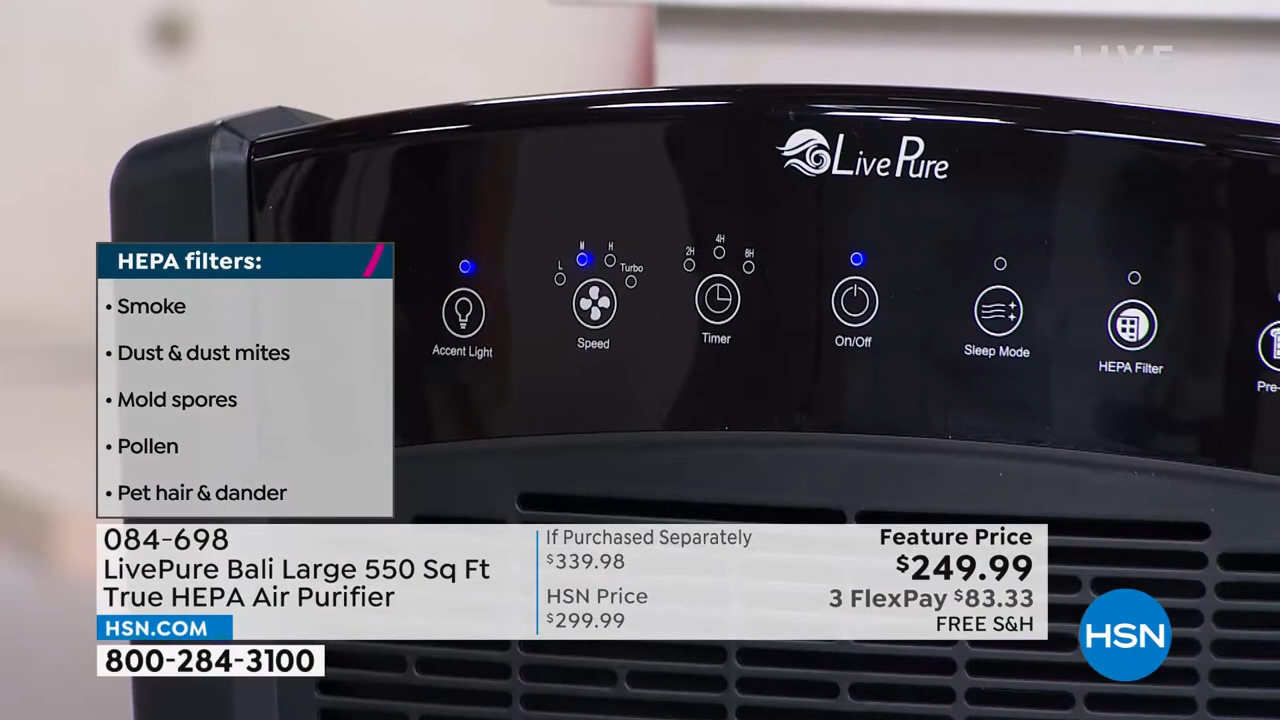 LIVE
LivePure
L
M
H
Turbo
2H
4H
8H
Accent Light
Speed
Timer
On/Off
Sleep Mode
HEPA Filter
Pre-
HEPA filters:
• Smoke
• Dust & dust mites
• Mold spores
• Pollen
• Pet hair & dander
084-698
LivePure Bali Large 550 Sq Ft
True HEPA Air Purifier
HSN.COM
800-284-3100
If Purchased Separately
$339.98
HSN Price
$299.99
Feature Price
$249.99
3 FlexPay $83.33
FREE S&H
HSN